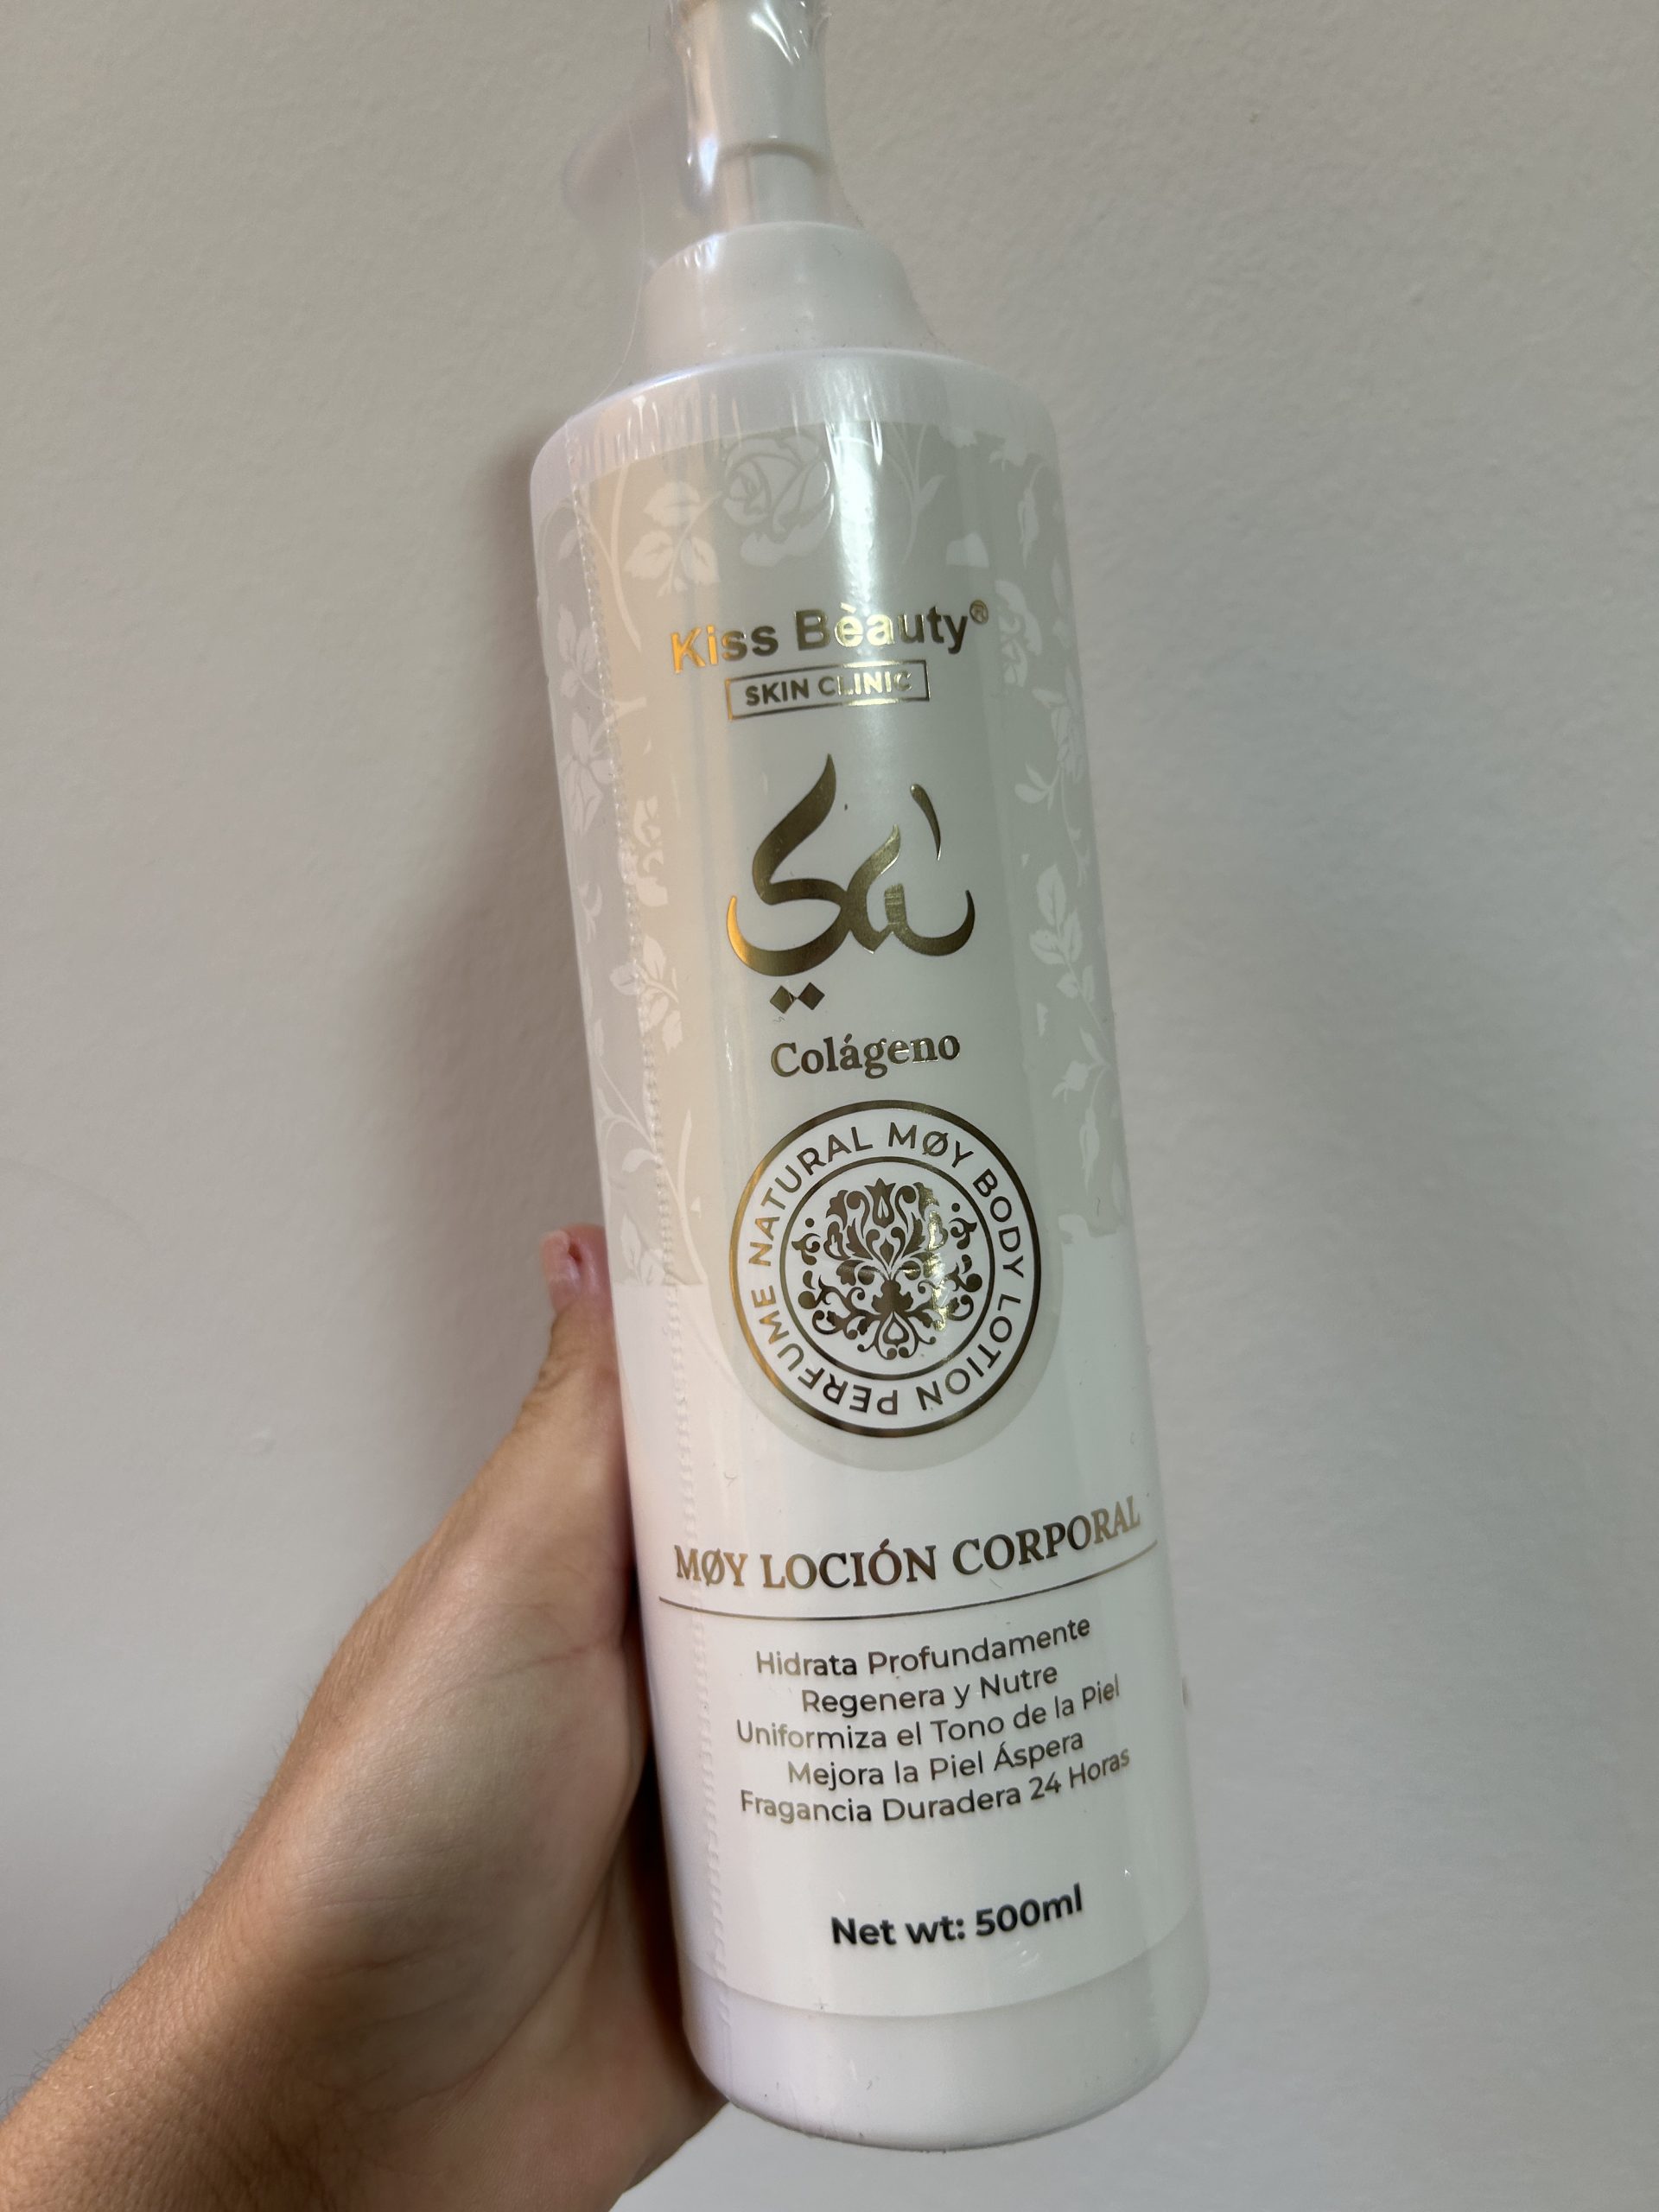 Kiss Bèauty®
SKIN CLINIC
Colágeno
NATURAL MØY BODY LOTION PERFUME
MØY LOCIÓN CORPORAL
Hidrata Profundamente
Regenera y Nutre
Uniformiza el Tono de la Piel
Mejora la Piel Áspera
Fragancia Duradera 24 Horas
Net wt: 500ml